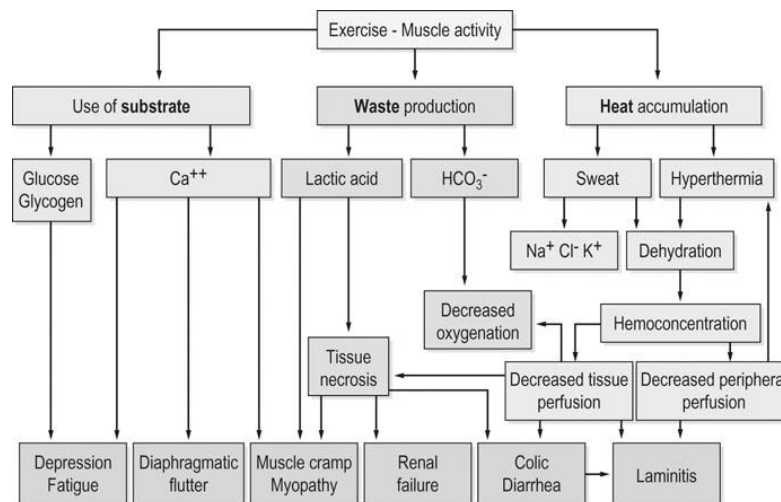 Exercise - Muscle activity
Use of substrate
Waste production
Heat accumulation
Glucose
Glycogen
Ca⁺⁺
Lactic acid
HCO₃⁻
Sweat
Hyperthermia
Na⁺ Cl⁻ K⁺
Dehydration
Decreased
oxygenation
Hemoconcentration
Tissue
necrosis
Decreased tissue
perfusion
Decreased periphera
perfusion
Depression
Fatigue
Diaphragmatic
flutter
Muscle cramp
Myopathy
Renal
failure
Colic
Diarrhea
Laminitis